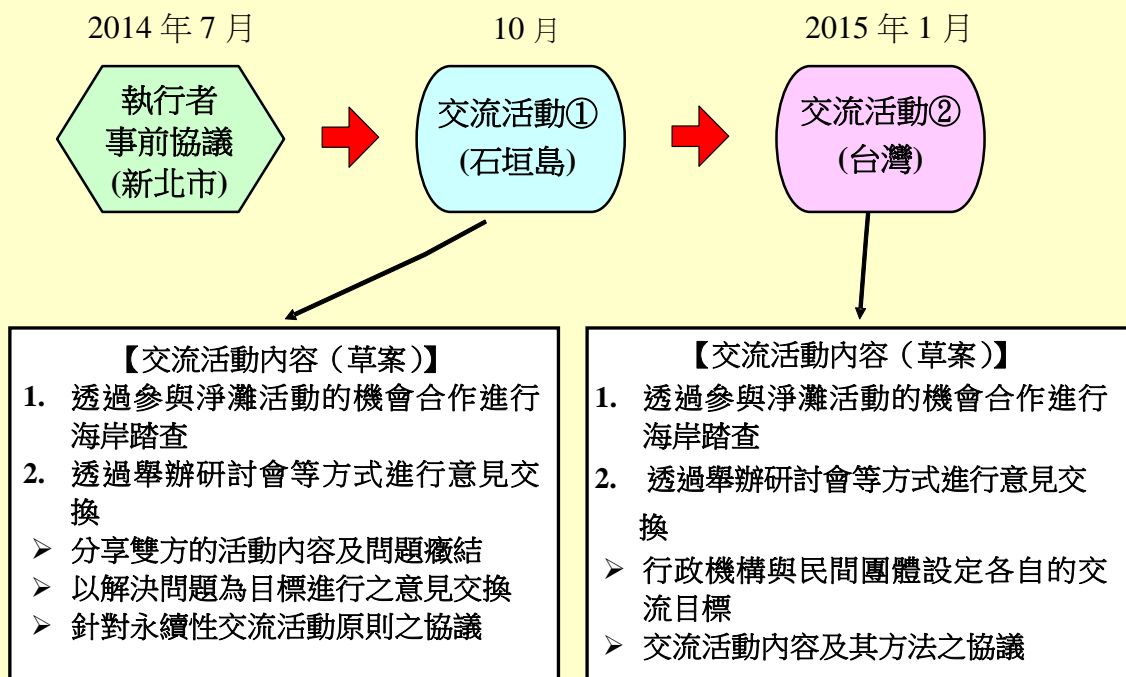 2014 年 7 月
10 月
2015 年 1 月
執行者
事前協議
(新北市)
交流活動①
(石垣島)
交流活動②
(台灣)
【交流活動內容（草案）】
1. 透過參與淨灘活動的機會合作進行
海岸踏查
2. 透過舉辦研討會等方式進行意見交
換
➢ 分享雙方的活動內容及問題癥結
➢ 以解決問題為目標進行之意見交換
➢ 針對永續性交流活動原則之協議
【交流活動內容（草案）】
1. 透過參與淨灘活動的機會合作進行
海岸踏查
2. 透過舉辦研討會等方式進行意見交
換
➢ 行政機構與民間團體設定各自的交
流目標
➢ 交流活動內容及其方法之協議